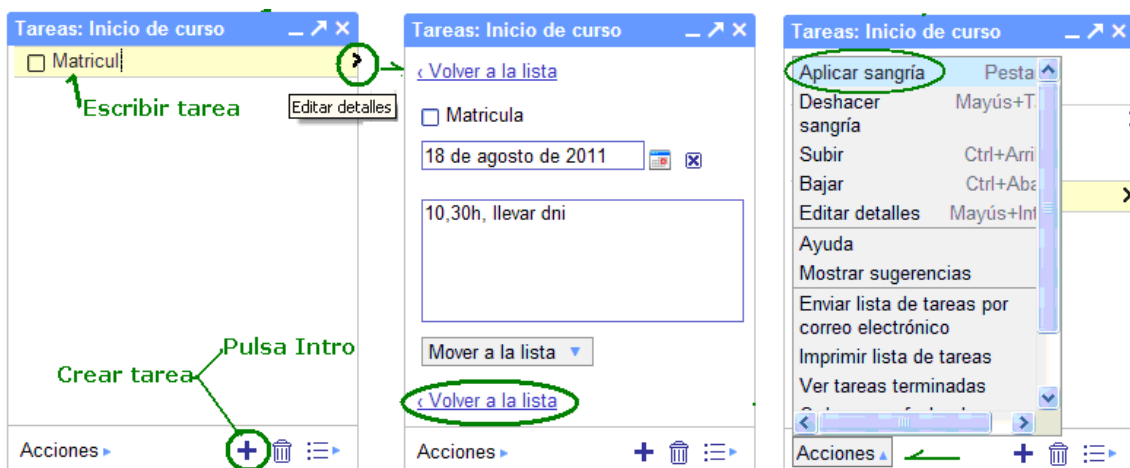 Tareas: Inicio de curso
Matricul
Escribir tarea
Editar detalles
Pulsa Intro
Crear tarea
Acciones
Tareas: Inicio de curso
‹ Volver a la lista
Matricula
18 de agosto de 2011
10,30h, llevar dni
Mover a la lista
‹ Volver a la lista
Acciones
Tareas: Inicio de curso
Aplicar sangría Pesta
Deshacer Mayús+T
sangría
Subir Ctrl+Arri
Bajar Ctrl+Aba
Editar detalles Mayús+Int
Ayuda
Mostrar sugerencias
Enviar lista de tareas por
correo electrónico
Imprimir lista de tareas
Ver tareas terminadas
Acciones